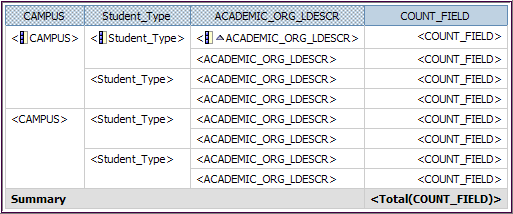 CAMPUS Student_Type ACADEMIC_ORG_LDESCR COUNT_FIELD
<CAMPUS> <Student_Type> <ACADEMIC_ORG_LDESCR> <COUNT_FIELD>
<ACADEMIC_ORG_LDESCR> <COUNT_FIELD>
<Student_Type> <ACADEMIC_ORG_LDESCR> <COUNT_FIELD>
<ACADEMIC_ORG_LDESCR> <COUNT_FIELD>
<CAMPUS> <Student_Type> <ACADEMIC_ORG_LDESCR> <COUNT_FIELD>
<ACADEMIC_ORG_LDESCR> <COUNT_FIELD>
<Student_Type> <ACADEMIC_ORG_LDESCR> <COUNT_FIELD>
<ACADEMIC_ORG_LDESCR> <COUNT_FIELD>
Summary <Total(COUNT_FIELD)>